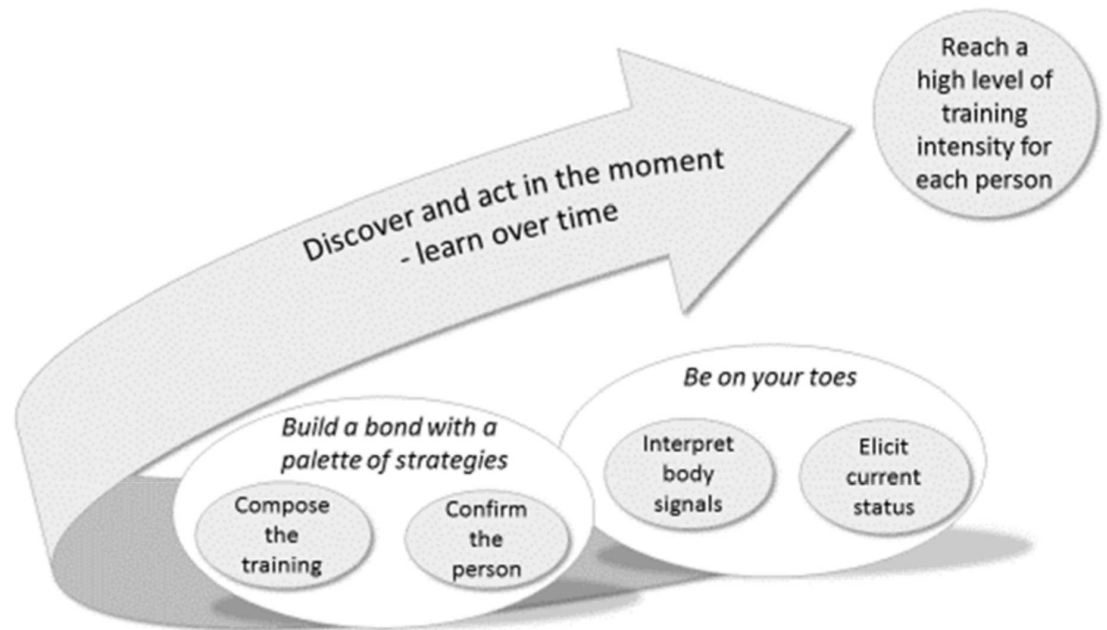 Reach a
high level of
training
intensity for
each person
Discover and act in the moment
- learn over time
Be on your toes
Interpret
body
signals
Elicit
current
status
Build a bond with a
palette of strategies
Compose
the
training
Confirm
the
person